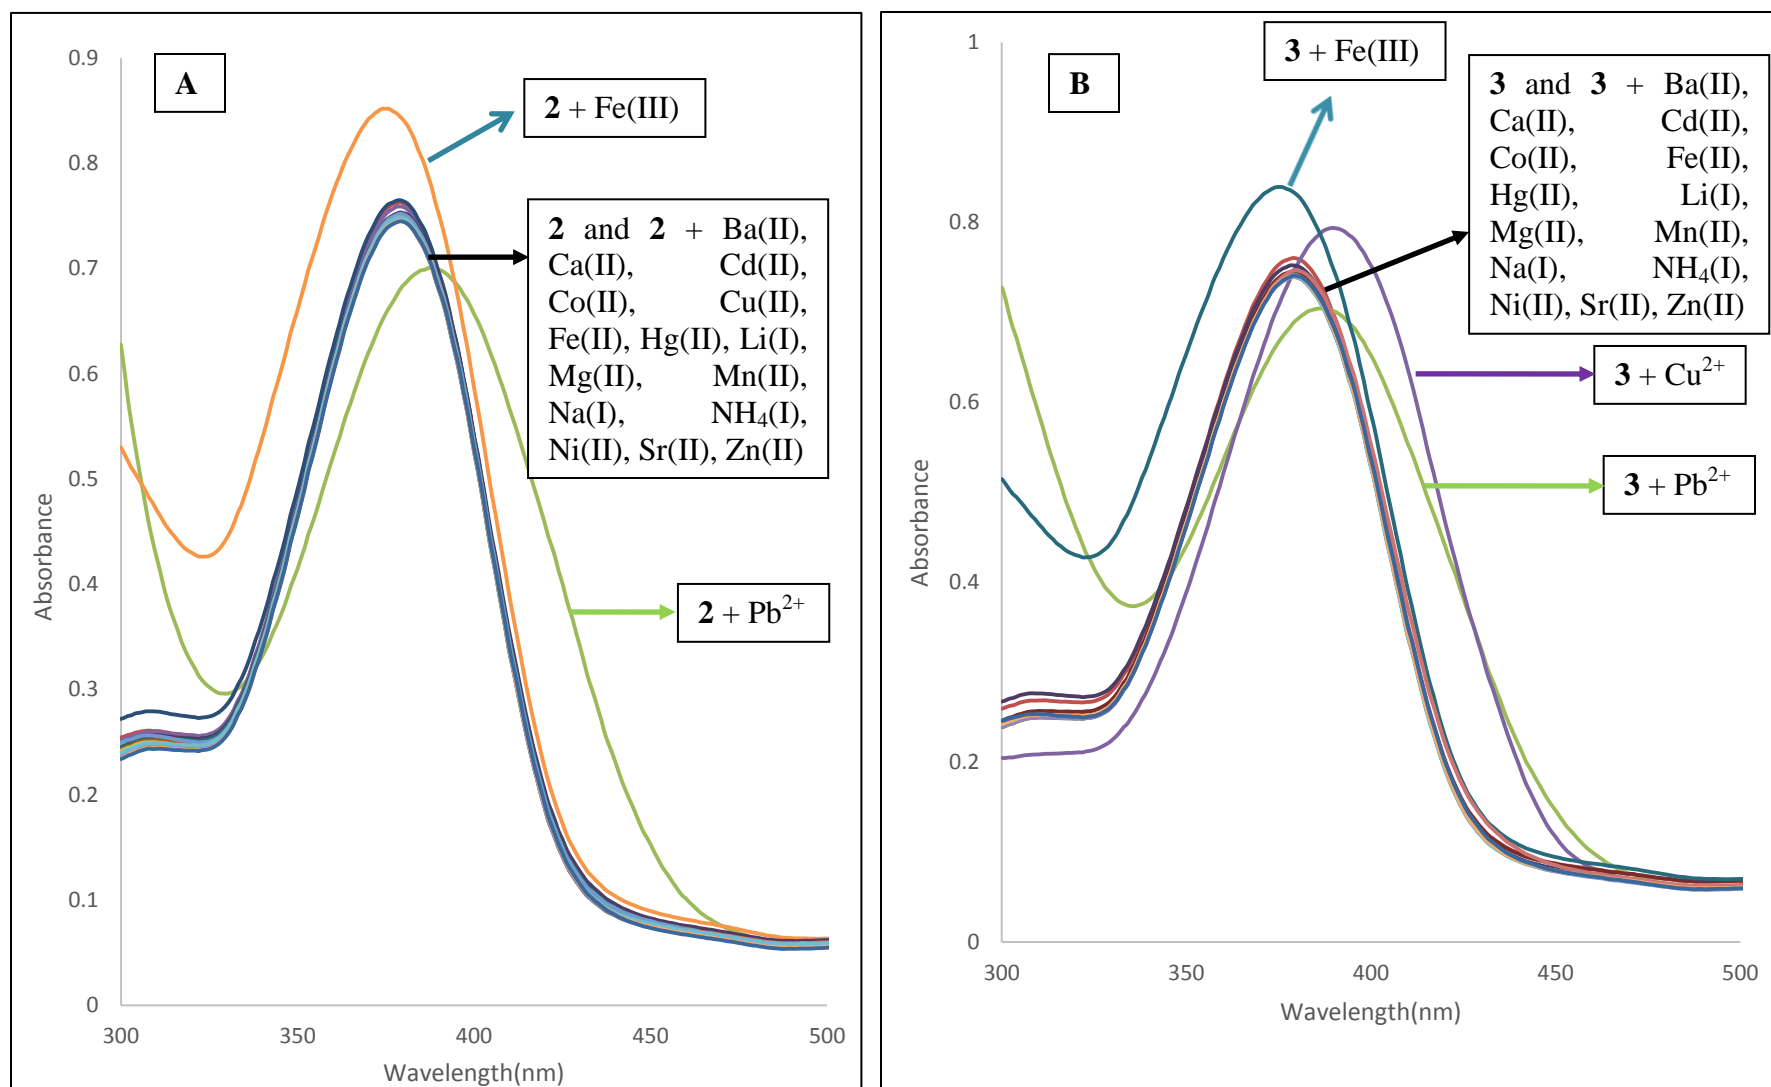 A
0.9
0.8
0.7
0.6
0.5
0.4
0.3
0.2
0.1
0
300
350
400
450
500
Absorbance
Wavelength(nm)
2 + Fe(III)
2 and 2 + Ba(II),
Ca(II), Cd(II),
Co(II), Cu(II),
Fe(II), Hg(II), Li(I),
Mg(II), Mn(II),
Na(I), NH₄(I),
Ni(II), Sr(II), Zn(II)
2 + Pb²⁺
B
1
0.8
0.6
0.4
0.2
0
300
350
400
450
500
Absorbance
Wavelength(nm)
3 + Fe(III)
3 and 3 + Ba(II),
Ca(II), Cd(II),
Co(II), Fe(II),
Hg(II), Li(I),
Mg(II), Mn(II),
Na(I), NH₄(I),
Ni(II), Sr(II), Zn(II)
3 + Cu²⁺
3 + Pb²⁺